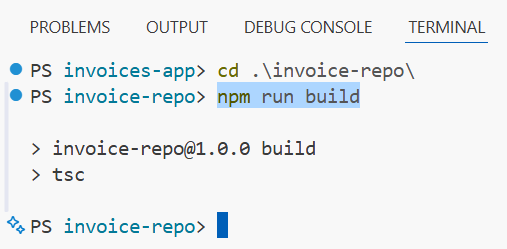 PROBLEMS OUTPUT DEBUG CONSOLE TERMINAL
PS invoices-app> cd .\invoice-repo\
PS invoice-repo> npm run build
> invoice-repo@1.0.0 build
> tsc
PS invoice-repo>